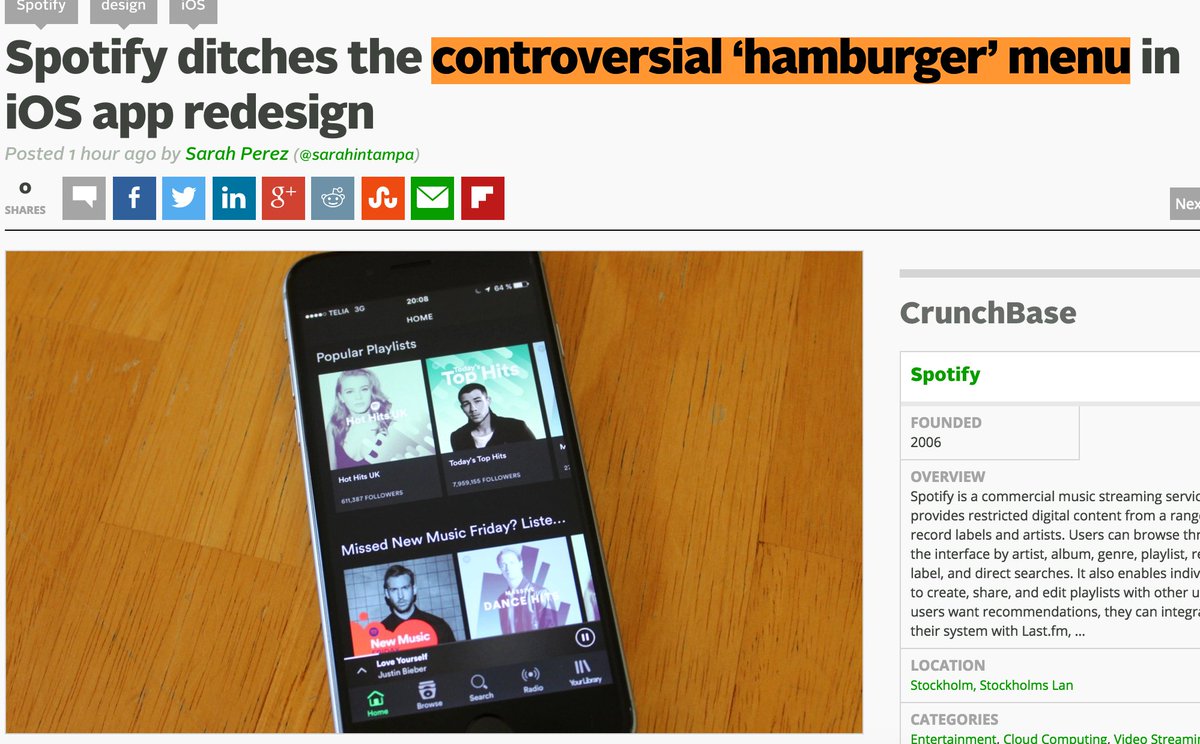 Spotify design iOS
Spotify ditches the controversial ‘hamburger’ menu in
iOS app redesign
Posted 1 hour ago by Sarah Perez (@sarahintampa)
0
SHARES
f
in
g+
Nex
TELIA 3G 20:08 64 %
HOME
Popular Playlists
Hot Hits UK
Today's
Top Hits
Hot Hits UK
611,387 FOLLOWERS
Today's Top Hits
7,959,155 FOLLOWERS
M
27
Missed New Music Friday? Liste...
New Music
MASSIVE
DANCE HITS
Love Yourself
Justin Bieber
Home Browse Search Radio Your Library
CrunchBase
Spotify
FOUNDED
2006
OVERVIEW
Spotify is a commercial music streaming servic
provides restricted digital content from a rang
record labels and artists. Users can browse thr
the interface by artist, album, genre, playlist, r
label, and direct searches. It also enables indiv
to create, share, and edit playlists with other u
users want recommendations, they can integra
their system with Last.fm, ...
LOCATION
Stockholm, Stockholms Lan
CATEGORIES
Entertainment, Cloud Computing, Video Streamin